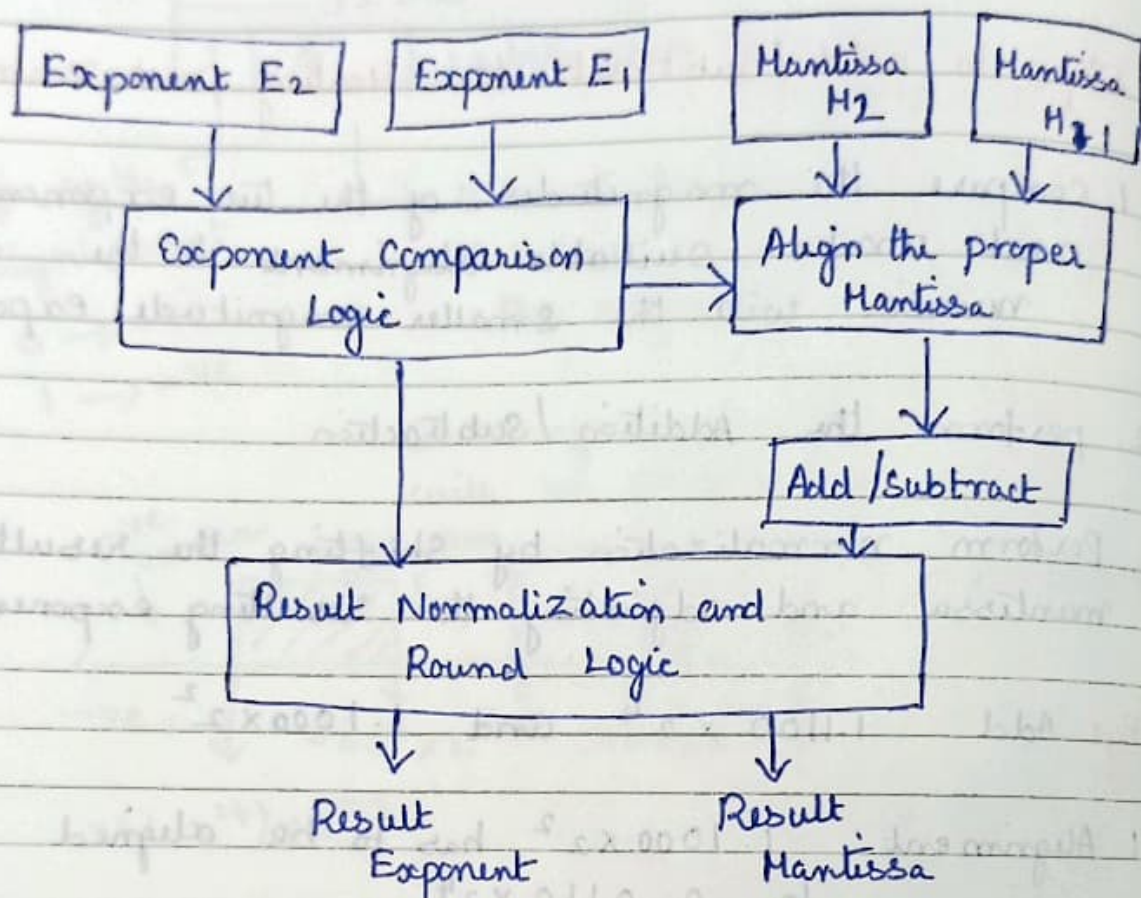 Exponent E2
Exponent E1
Mantissa
M2
Mantissa
M1
Exponent Comparison
Logic
Align the proper
Mantissa
Add/Subtract
Result Normalization and
Round Logic
Result
Exponent
Result
Mantissa